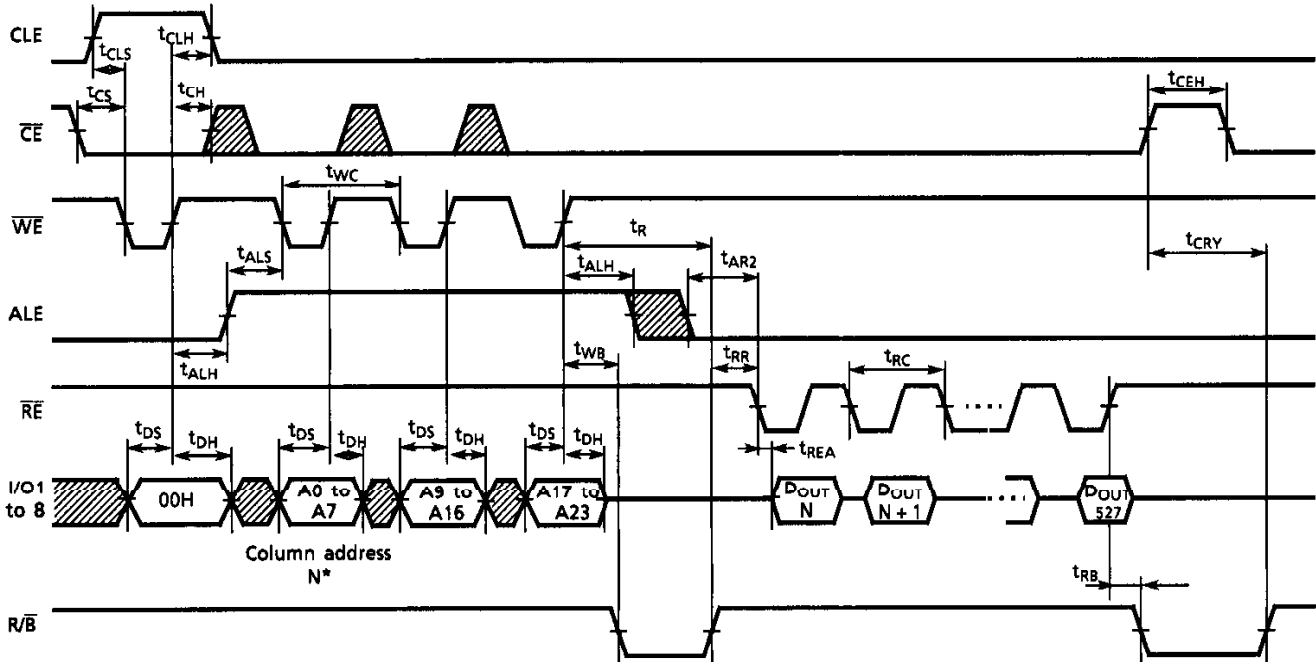 CLE
tCLS
tCLH
tCS
tCH
tCEH
CE
tWC
WE
tR
tALS
tALH
tAR2
tCRY
ALE
tALH
tWB
tRR
tRC
RE
tDS
tDH
tDS
tDH
tDS
tDH
tDS
tDH
tREA
I/O1
to 8
00H
A0 to
A7
A9 to
A16
A17 to
A23
DOUT
N
DOUT
N + 1
DOUT
527
Column address
N*
tRB
R/B